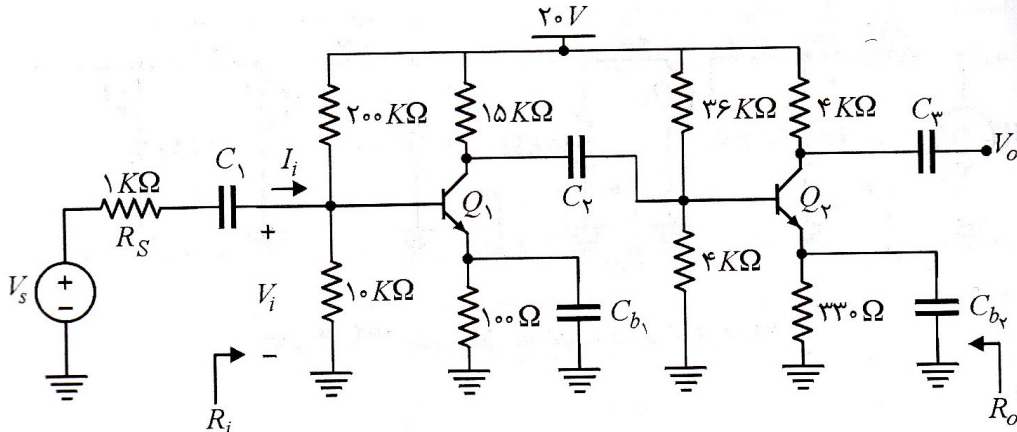 ۲۰V
۲۰۰KΩ
۱۵KΩ
۳۶KΩ
۴KΩ
C۳
Vo
۱KΩ
RS
C۱
Ii
Q۱
C۲
Q۲
Vs
+
−
+
Vi
−
۱۰KΩ
۱۰۰Ω
Cb۱
۴KΩ
۳۳۰Ω
Cb۲
Ri
Ro